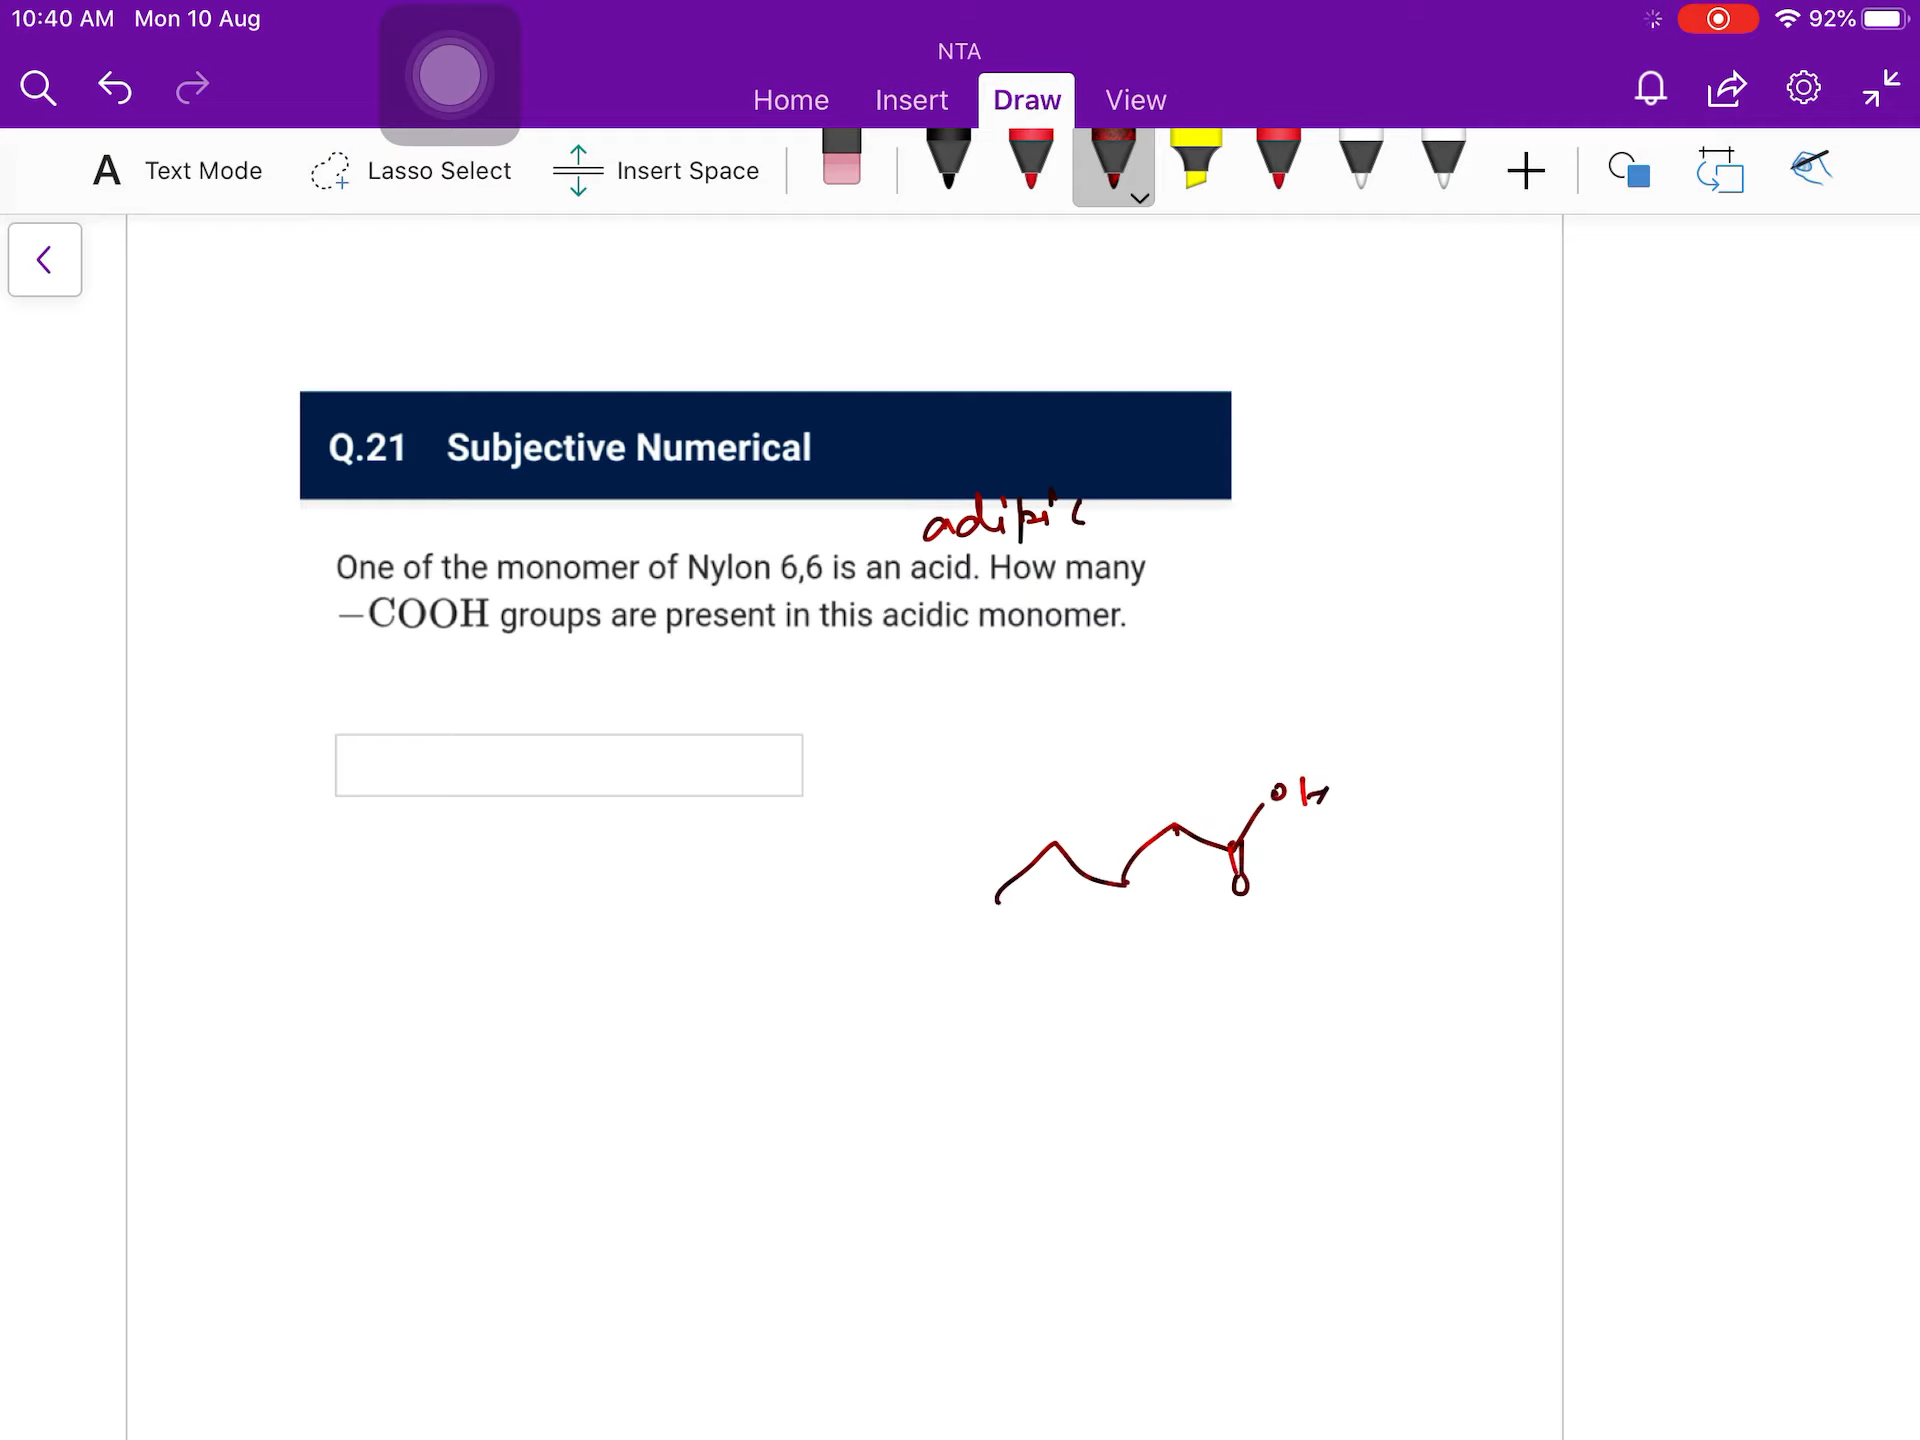 10:40 AM Mon 10 Aug
92%
NTA
Home Insert Draw View
A Text Mode Lasso Select Insert Space
Q.21 Subjective Numerical
adipic
One of the monomer of Nylon 6,6 is an acid. How many
−COOH groups are present in this acidic monomer.
OH
O